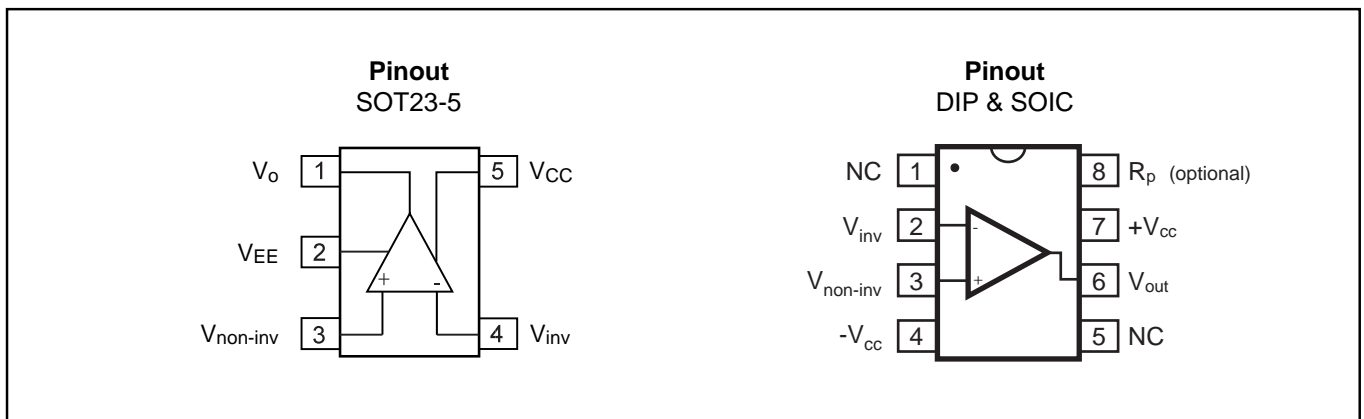 Pinout
SOT23-5
Vo 1
5 VCC
VEE 2
+ -
Vnon-inv 3
4 Vinv
Pinout
DIP & SOIC
NC 1
8 Rp (optional)
Vinv 2
-
7 +Vcc
Vnon-inv 3
+
6 Vout
-Vcc 4
5 NC